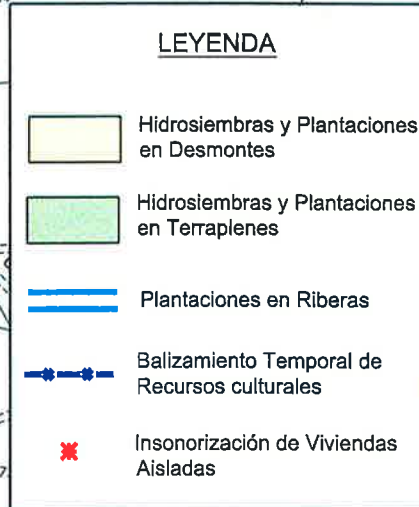 LEYENDA
Hidrosiembras y Plantaciones
en Desmontes
Hidrosiembras y Plantaciones
en Terraplenes
Plantaciones en Riberas
Balizamiento Temporal de
Recursos culturales
Insonorización de Viviendas
Aisladas